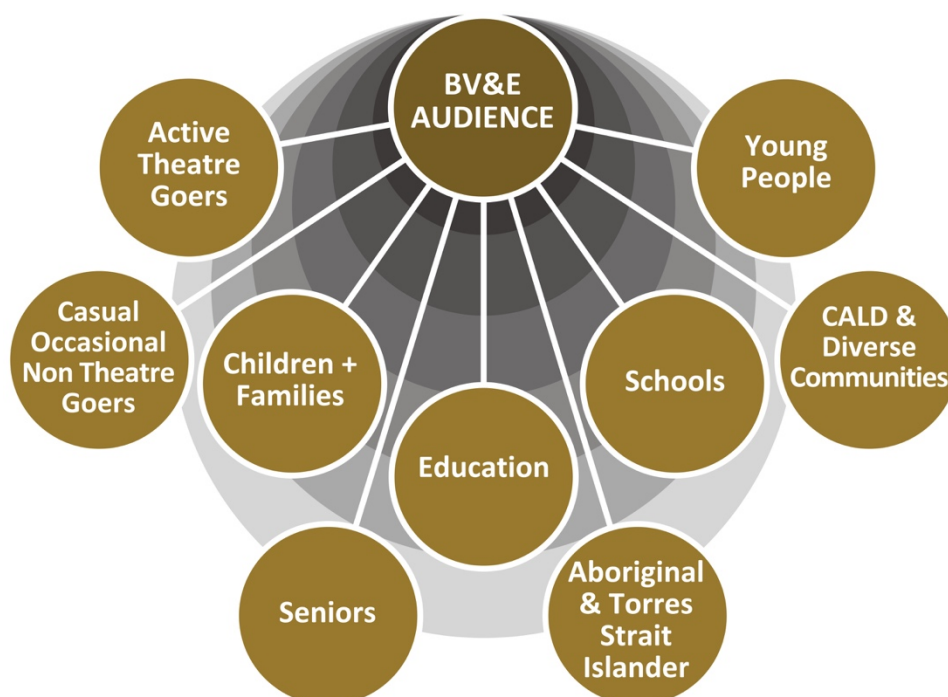 BV&E
AUDIENCE
Active
Theatre
Goers
Young
People
Casual
Occasional
Non Theatre
Goers
Children +
Families
Schools
CALD &
Diverse
Communities
Education
Seniors
Aboriginal
& Torres
Strait
Islander